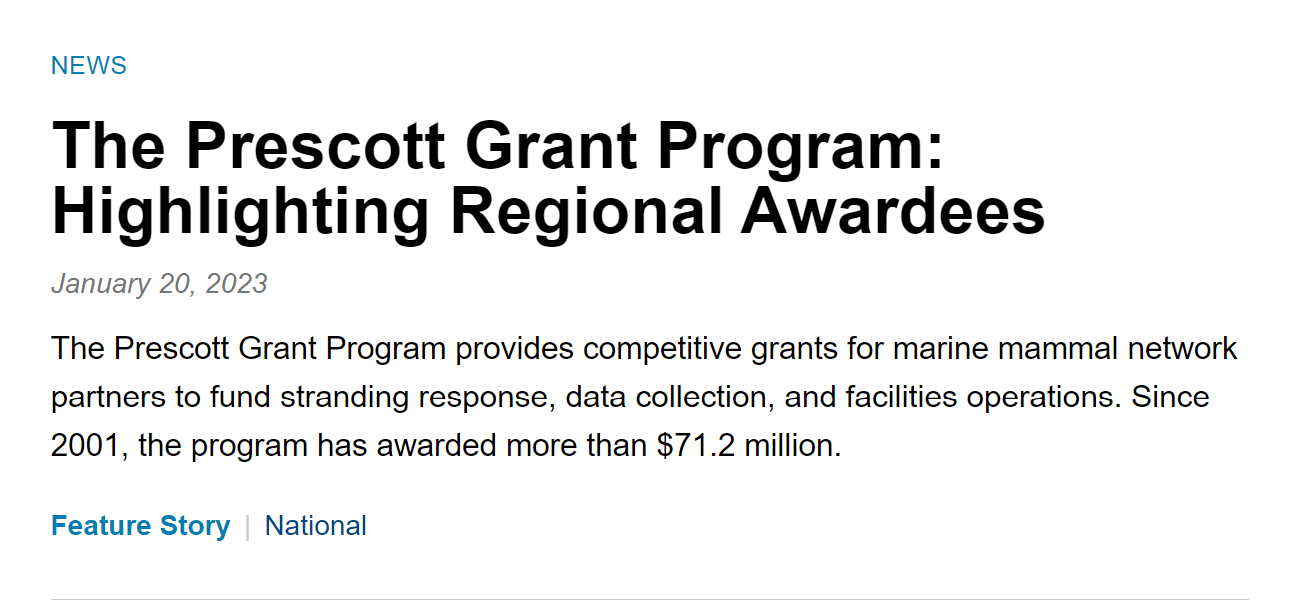 NEWS
The Prescott Grant Program:
Highlighting Regional Awardees
January 20, 2023
The Prescott Grant Program provides competitive grants for marine mammal network
partners to fund stranding response, data collection, and facilities operations. Since
2001, the program has awarded more than $71.2 million.
Feature Story | National